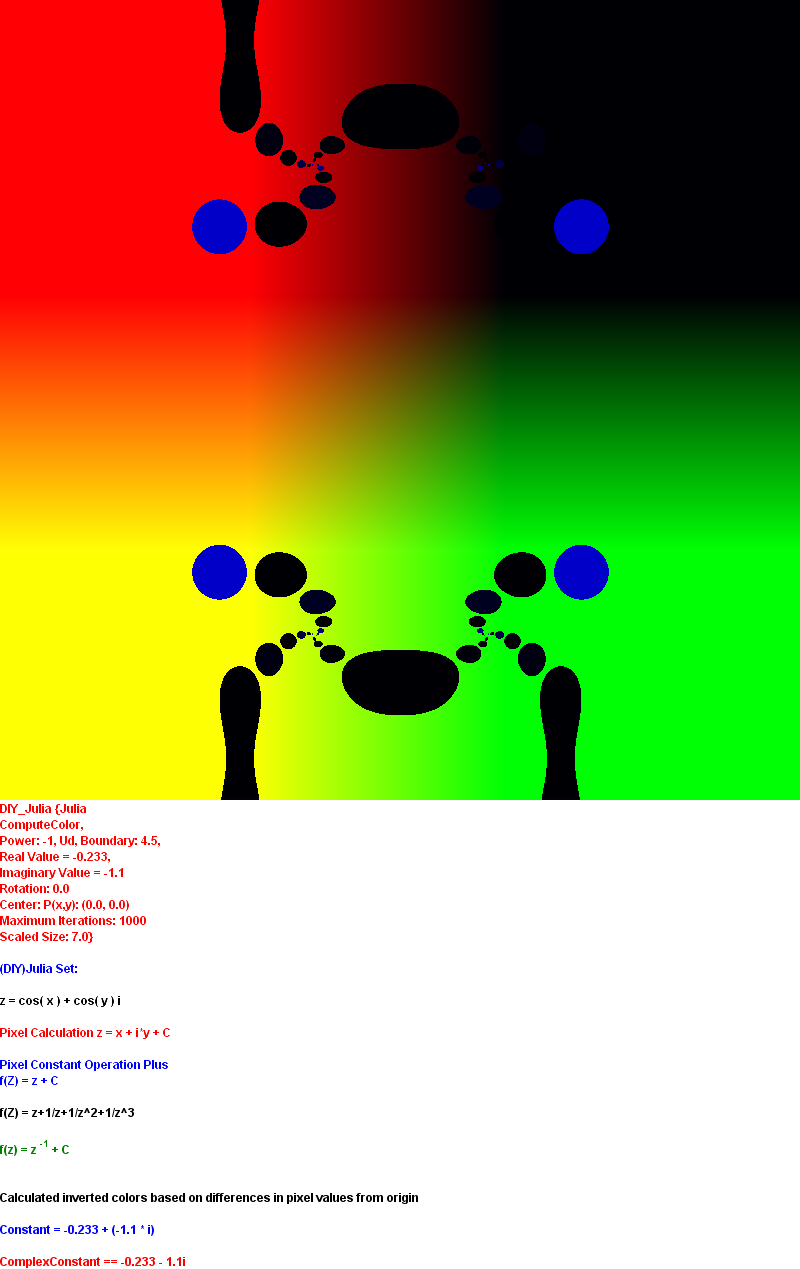 DIY_Julia {Julia
ComputeColor,
Power: -1, Ud, Boundary: 4.5,
Real Value = -0.233,
Imaginary Value = -1.1
Rotation: 0.0
Center: P(x,y): (0.0, 0.0)
Maximum Iterations: 1000
Scaled Size: 7.0}
(DIY)Julia Set:
z = cos( x ) + cos( y ) i
Pixel Calculation z = x + i*y + C
Pixel Constant Operation Plus
f(Z) = z + C
f(Z) = z+1/z+1/z^2+1/z^3
f(z) = z ⁻¹ + C
Calculated inverted colors based on differences in pixel values from origin
Constant = -0.233 + (-1.1 * i)
ComplexConstant == -0.233 - 1.1i